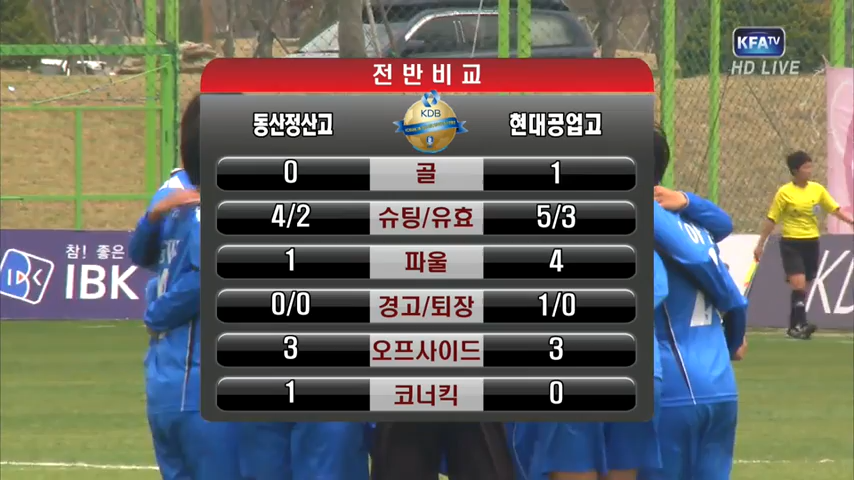 KFATV
HD LIVE
전반비교
동산정산고
KDB
현대공업고
0 골 1
4/2 슈팅/유효 5/3
1 파울 4
0/0 경고/퇴장 1/0
3 오프사이드 3
1 코너킥 0
참! 좋은
IBK